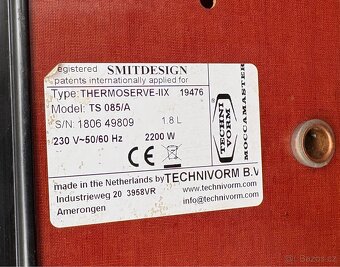 egistered SMITDESIGN
patents internationally applied
Type: THERMOSERVE-IIX 19476
Model: TS 085/A
S/N: 1806 49809 1.8 L
230 V~50/60 Hz 2200 W
CE
TECHNI
VORM
MOCCAMASTER
made in the Netherlands by TECHNIVORM B.V
Industrieweg 20 3958VR
Amerongen
www.technivorm.com
info@technivorm.com